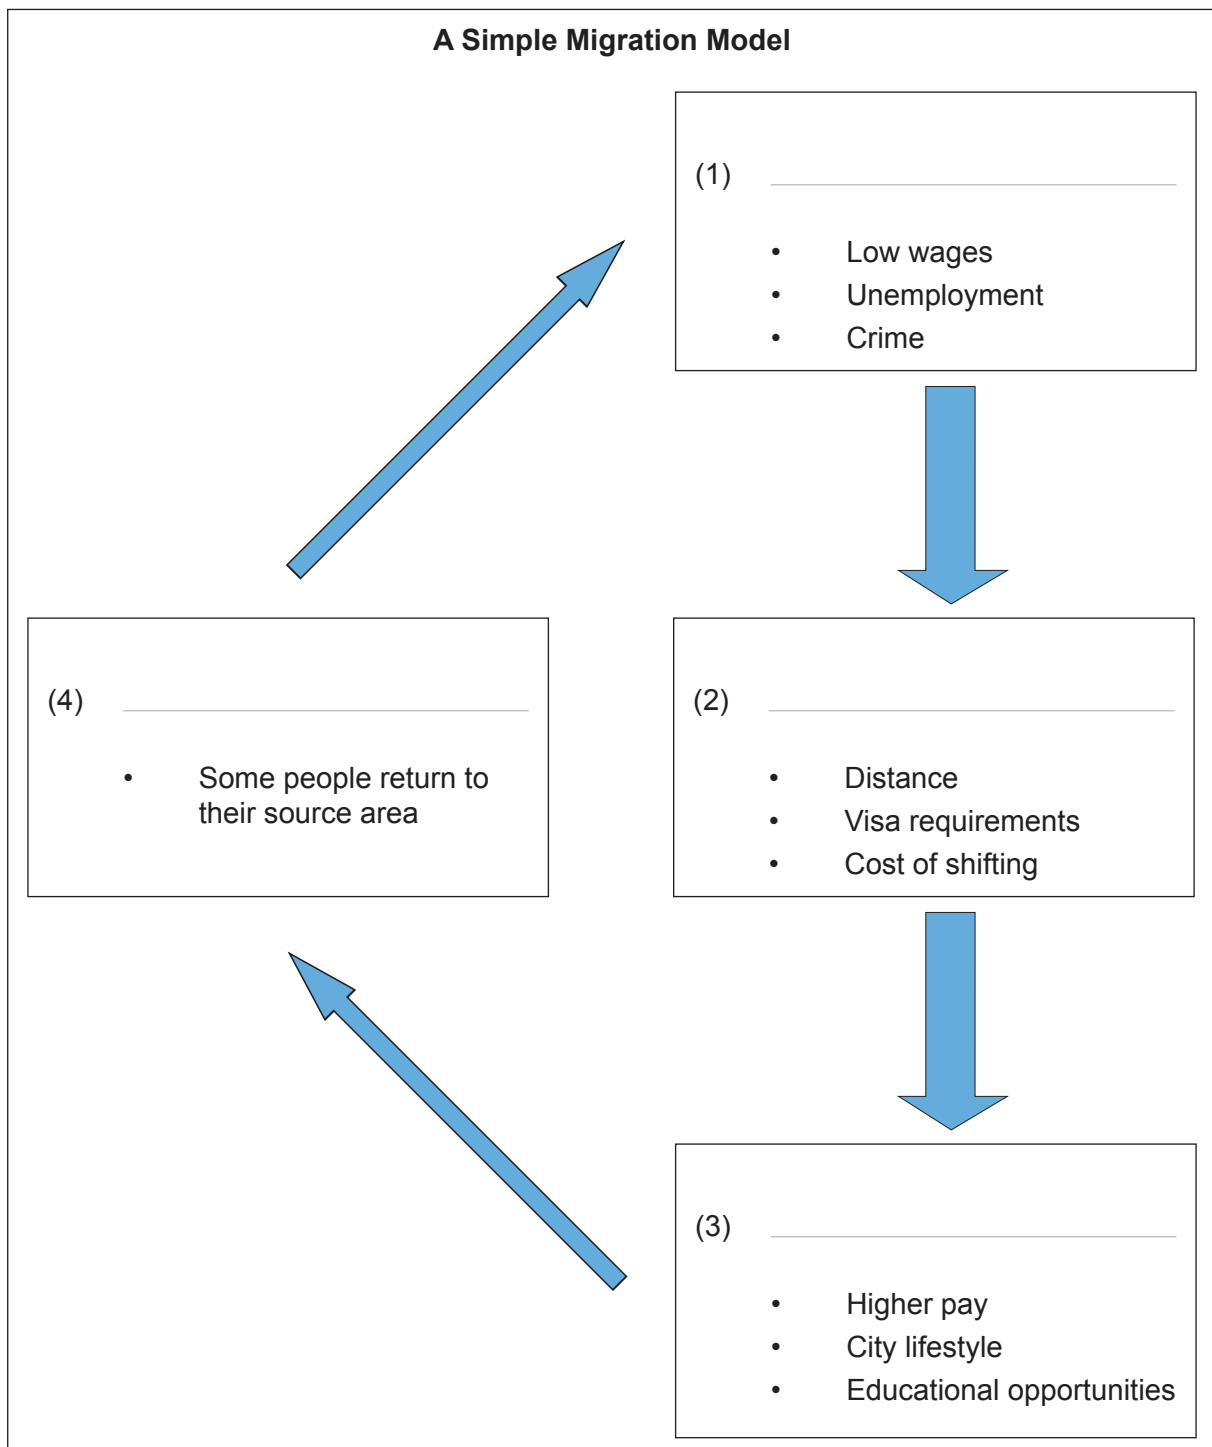 A Simple Migration Model
(1)
• Low wages
• Unemployment
• Crime
(4)
• Some people return to
their source area
(2)
• Distance
• Visa requirements
• Cost of shifting
(3)
• Higher pay
• City lifestyle
• Educational opportunities